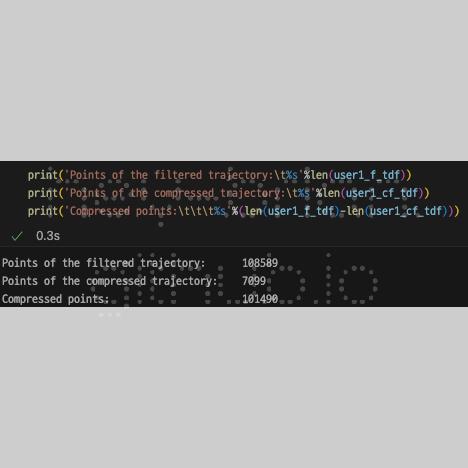 print('Points of the filtered trajectory:\t%s'%len(user1_f_tdf))
print('Points of the compressed trajectory:\t%s'%len(user1_cf_tdf))
print('Compressed points:\t\t\t%s'%(len(user1_f_tdf)-len(user1_cf_tdf)))
0.3s
Points of the filtered trajectory: 108589
Points of the compressed trajectory: 7099
Compressed points: 101490